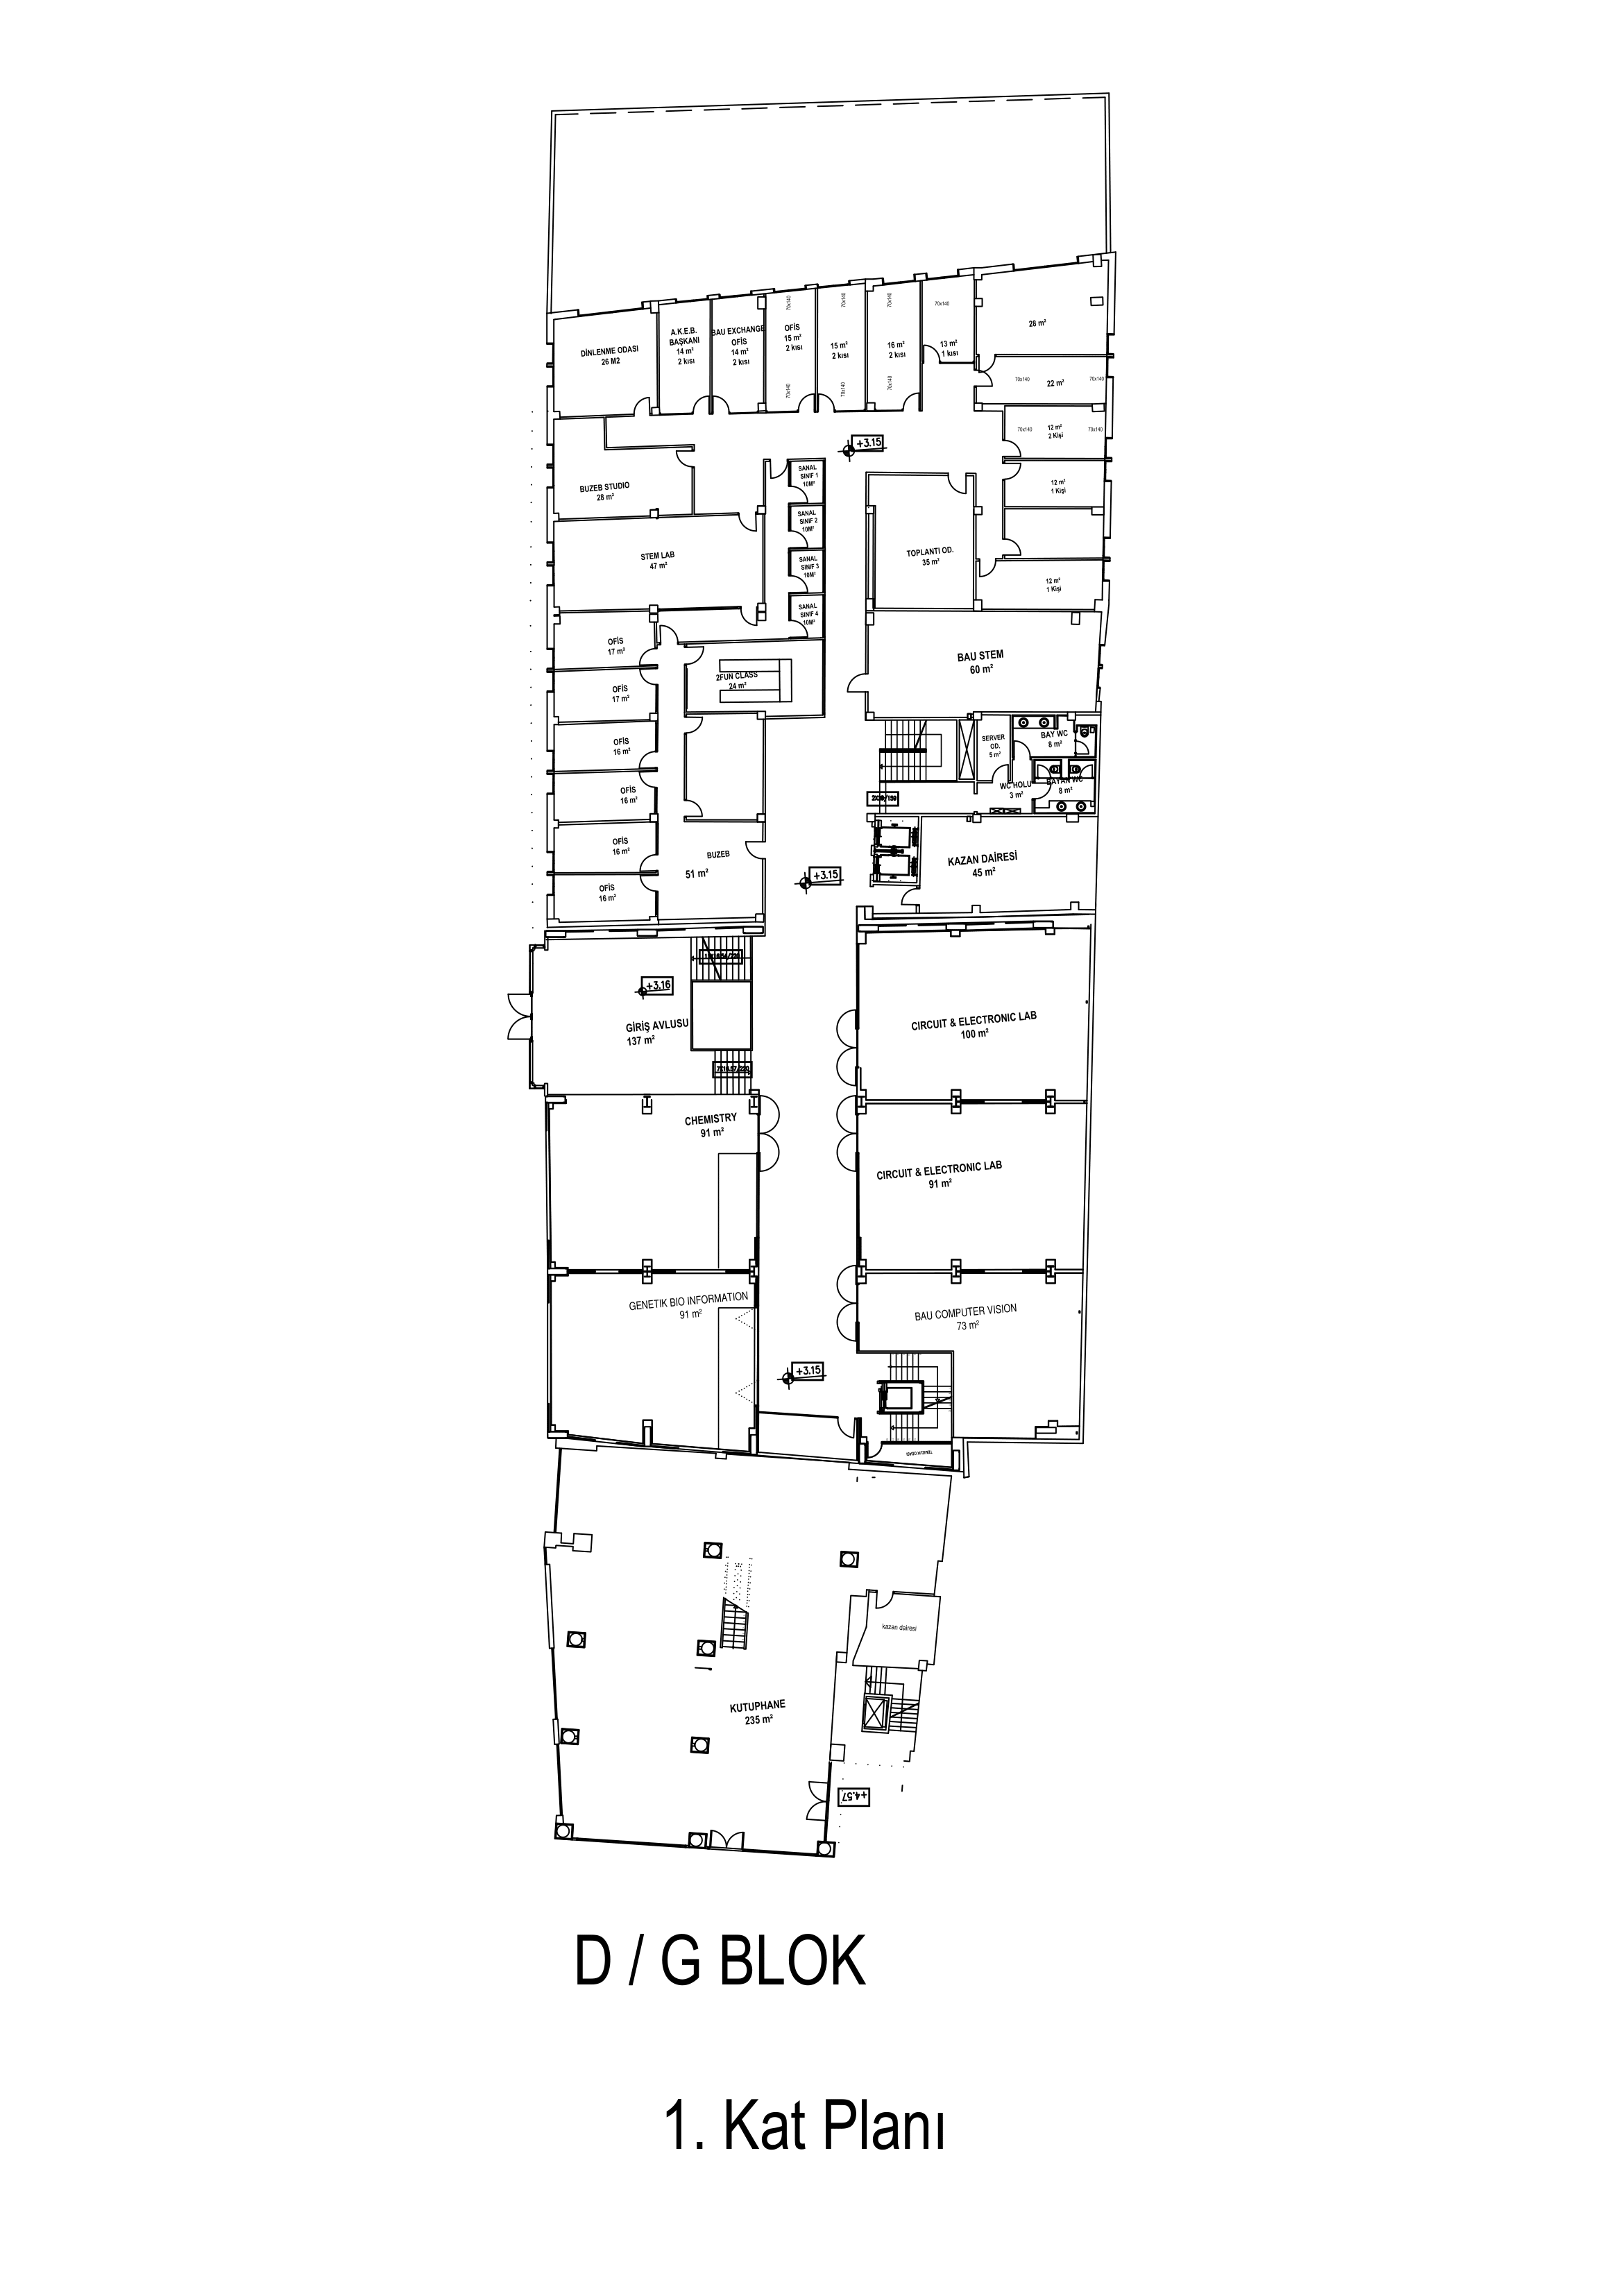 70x140
70x140
70x140
70x140
28 m²
A.K.E.B.
BAŞKANI
14 m²
2 kısı
BAU EXCHANGE
OFİS
14 m²
2 kısı
OFİS
15 m²
2 kısı
15 m²
2 kısı
16 m²
2 kısı
13 m²
1 kısı
DİNLENME ODASI
26 M2
70x140
70x140
70x140
70x140
22 m²
70x140
70x140
12 m²
2 Kişi
70x140
+3.15
SANAL
SINIF 1
10M²
BUZEB STUDIO
28 m²
12 m²
1 Kişi
SANAL
SINIF 2
10M²
STEM LAB
47 m²
TOPLANTI OD.
35 m²
SANAL
SINIF 3
10M²
12 m²
1 Kişi
SANAL
SINIF 4
10M²
OFİS
17 m²
BAU STEM
60 m²
2FUN CLASS
24 m²
OFİS
17 m²
OFİS
16 m²
SERVER
OD.
5 m²
BAY WC
8 m²
OFİS
16 m²
WC HOLU
3 m²
BAYAN WC
8 m²
OFİS
16 m²
BUZEB
51 m²
KAZAN DAİRESİ
45 m²
+3.15
OFİS
16 m²
+3.16
GİRİŞ AVLUSU
137 m²
CIRCUIT & ELECTRONIC LAB
100 m²
CHEMISTRY
91 m²
CIRCUIT & ELECTRONIC LAB
91 m²
GENETIK BIO INFORMATION
91 m²
BAU COMPUTER VISION
73 m²
+3.15
kazan dairesi
KUTUPHANE
235 m²
+4.57
D / G BLOK
1. Kat Planı